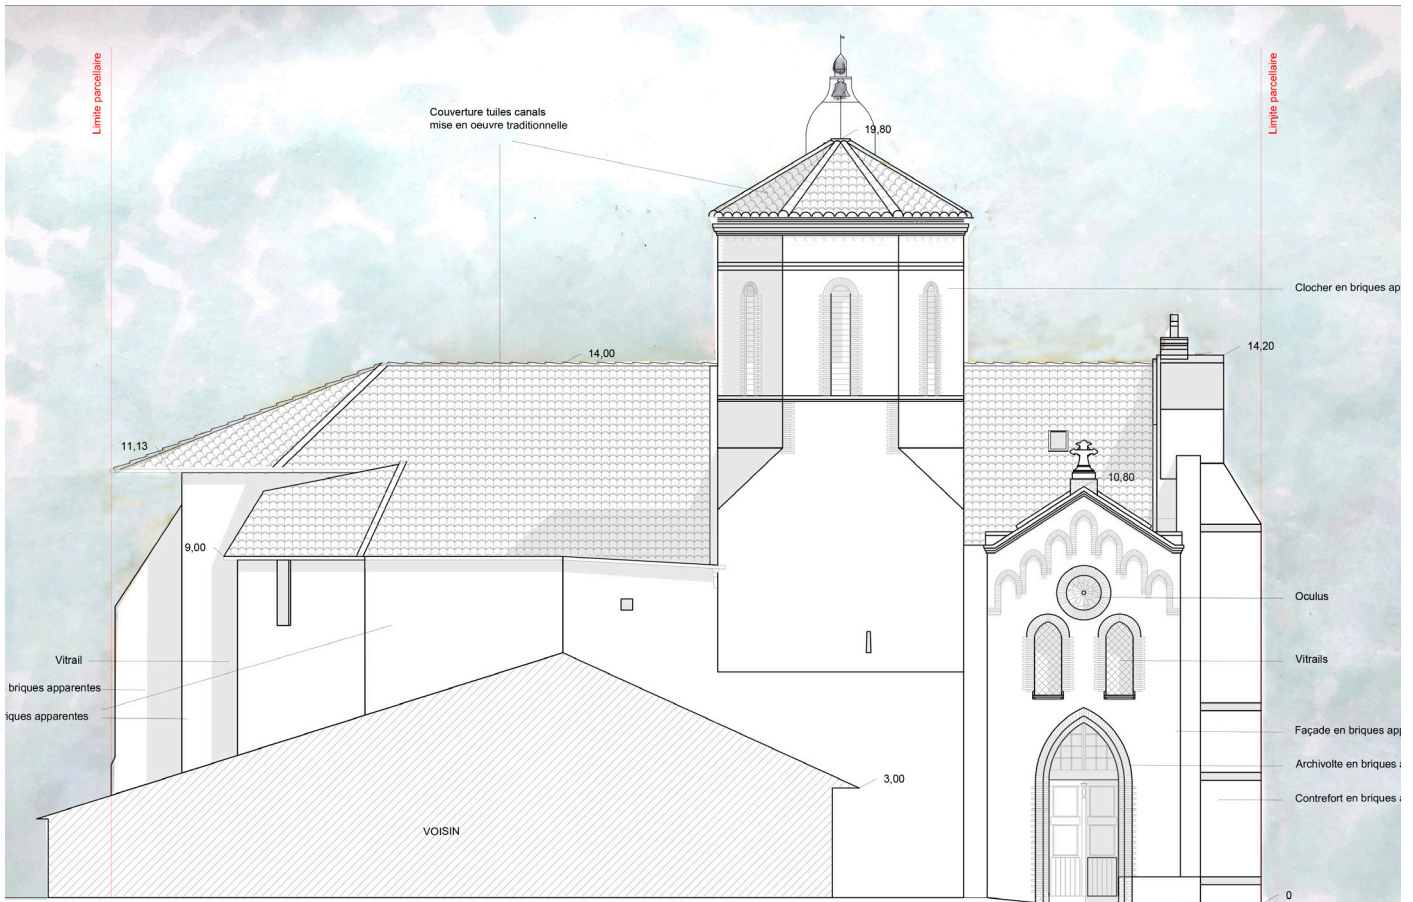 Limite parcellaire
Limite parcellaire
Couverture tuiles canals
mise en oeuvre traditionnelle
19,80
Clocher en briques ap
14,00
14,20
11,13
10,80
9,00
Oculus
Vitrail
Vitrails
briques apparentes
riques apparentes
Façade en briques app
Archivolte en briques a
3,00
Contrefort en briques a
VOISIN
0